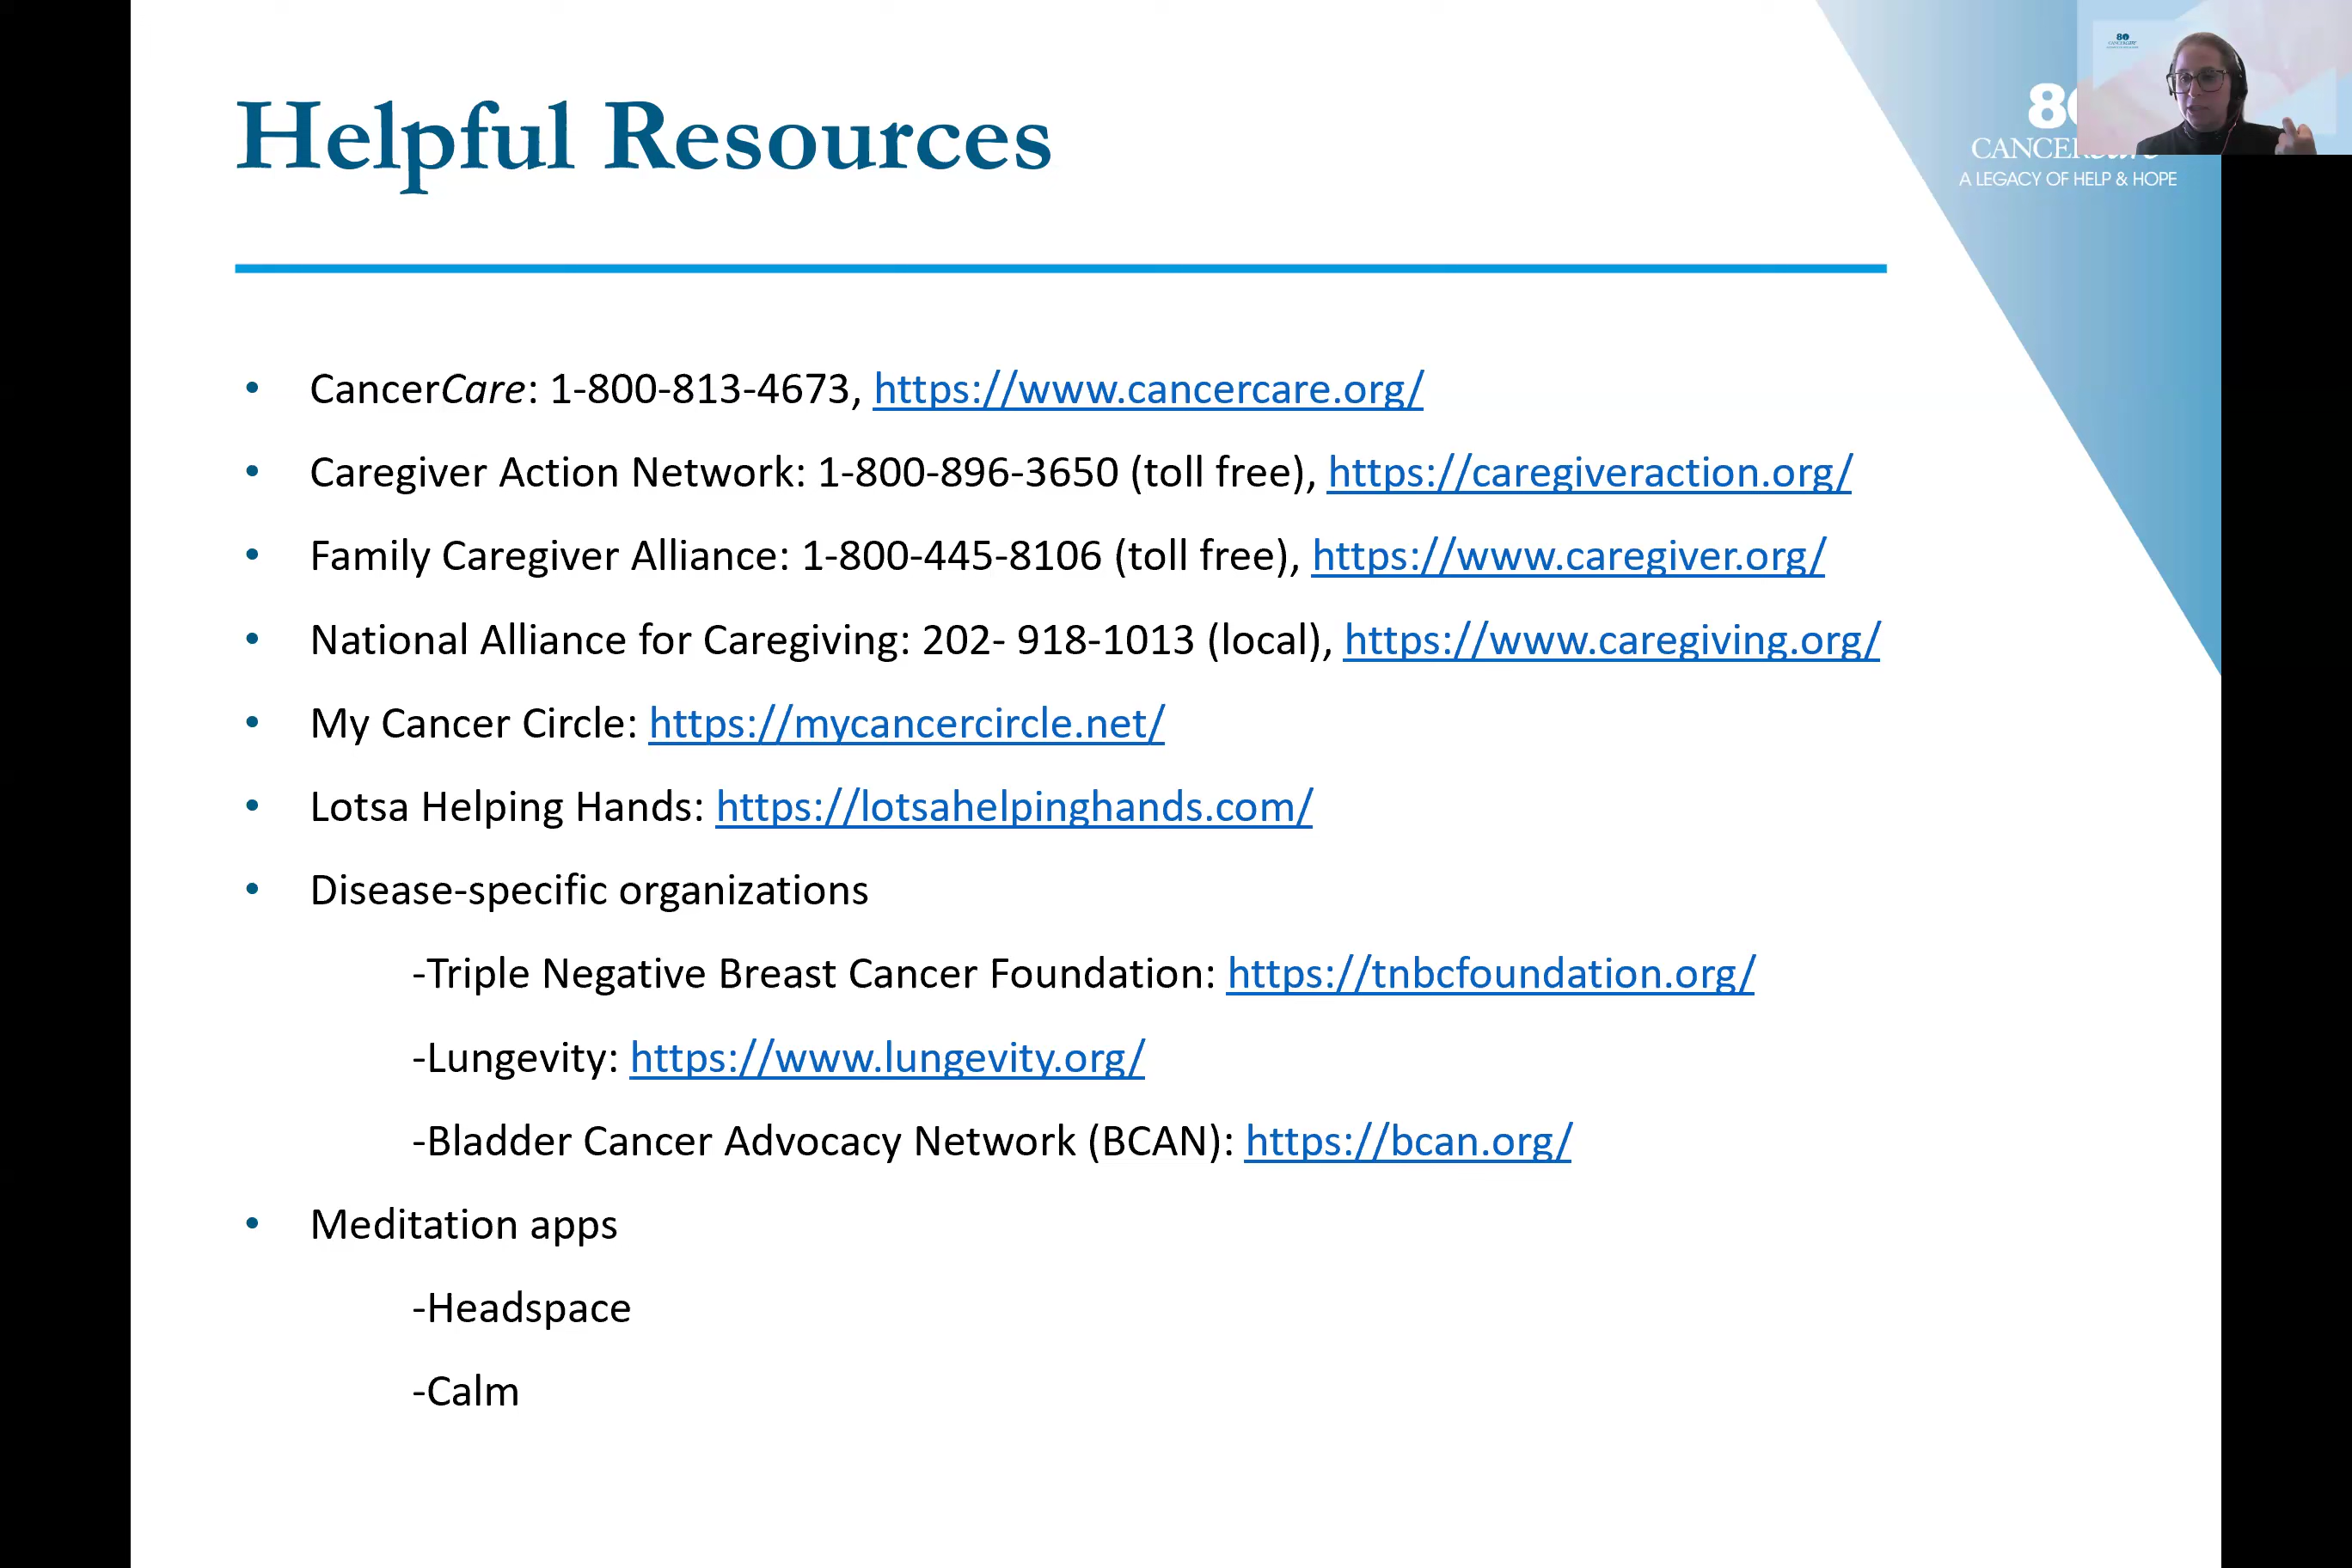 Helpful Resources
A LEGACY OF HELP & HOPE
• CancerCare: 1-800-813-4673, https://www.cancercare.org/
• Caregiver Action Network: 1-800-896-3650 (toll free), https://caregiveraction.org/
• Family Caregiver Alliance: 1-800-445-8106 (toll free), https://www.caregiver.org/
• National Alliance for Caregiving: 202- 918-1013 (local), https://www.caregiving.org/
• My Cancer Circle: https://mycancercircle.net/
• Lotsa Helping Hands: https://lotsahelpinghands.com/
• Disease-specific organizations
-Triple Negative Breast Cancer Foundation: https://tnbcfoundation.org/
-Lungevity: https://www.lungevity.org/
-Bladder Cancer Advocacy Network (BCAN): https://bcan.org/
• Meditation apps
-Headspace
-Calm